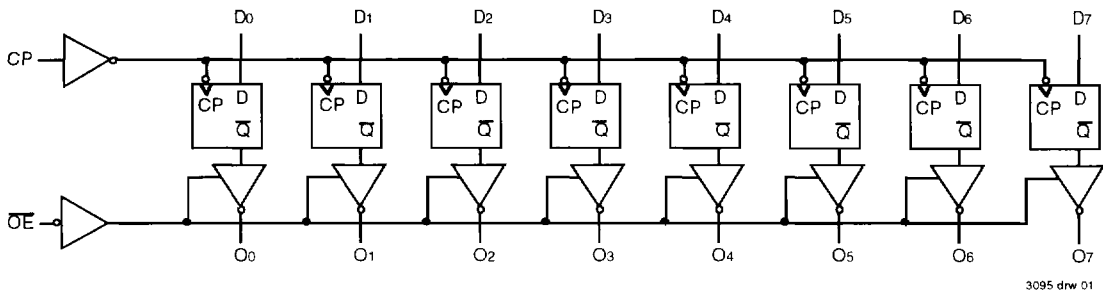 D0 D1 D2 D3 D4 D5 D6 D7
CP
CP D CP D CP D CP D CP D CP D CP D CP D
Q̅ Q̅ Q̅ Q̅ Q̅ Q̅ Q̅ Q̅
O̅E̅
O0 O1 O2 O3 O4 O5 O6 O7
3095 drw 01